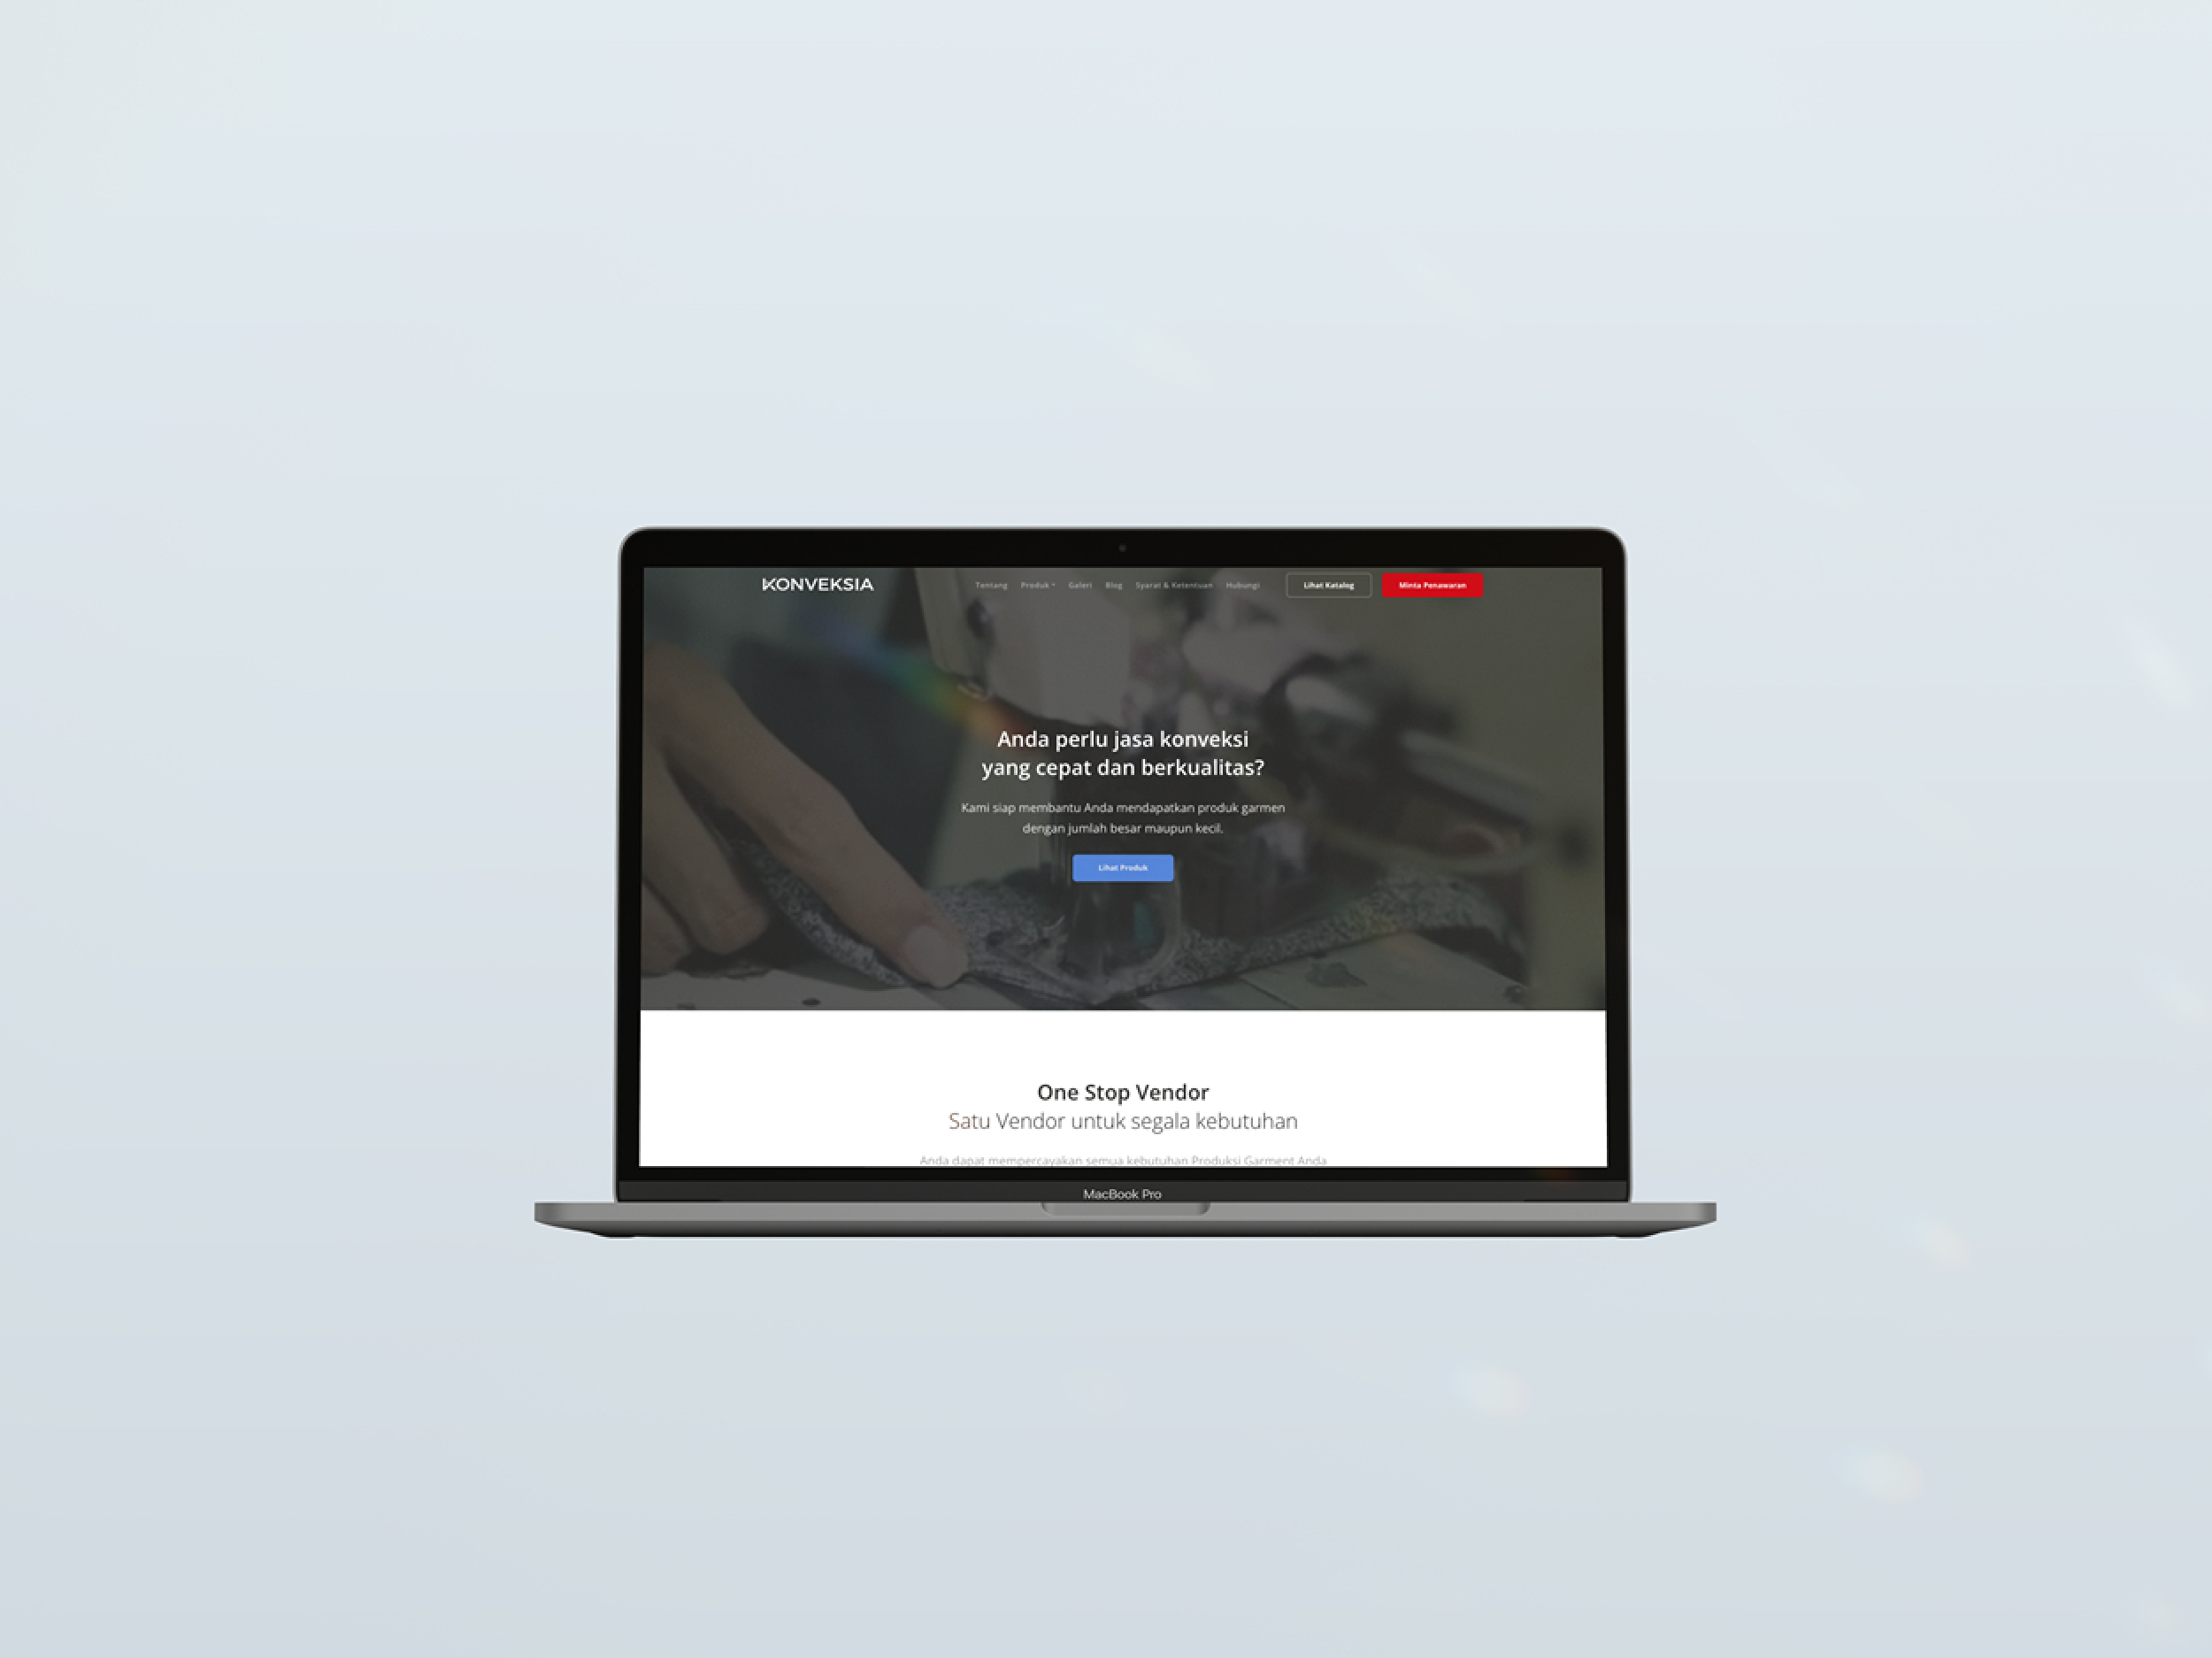 KONVEKSIA
Tentang Produk Galeri Blog Syarat & Ketentuan Hubungi Lihat Katalog Minta Penawaran
Anda perlu jasa konveksi
yang cepat dan berkualitas?
Kami siap membantu Anda mendapatkan produk garmen
dengan jumlah besar maupun kecil.
Lihat Produk
One Stop Vendor
Satu Vendor untuk segala kebutuhan
Anda dapat mempercayakan semua kebutuhan Produksi Garment Anda
MacBook Pro